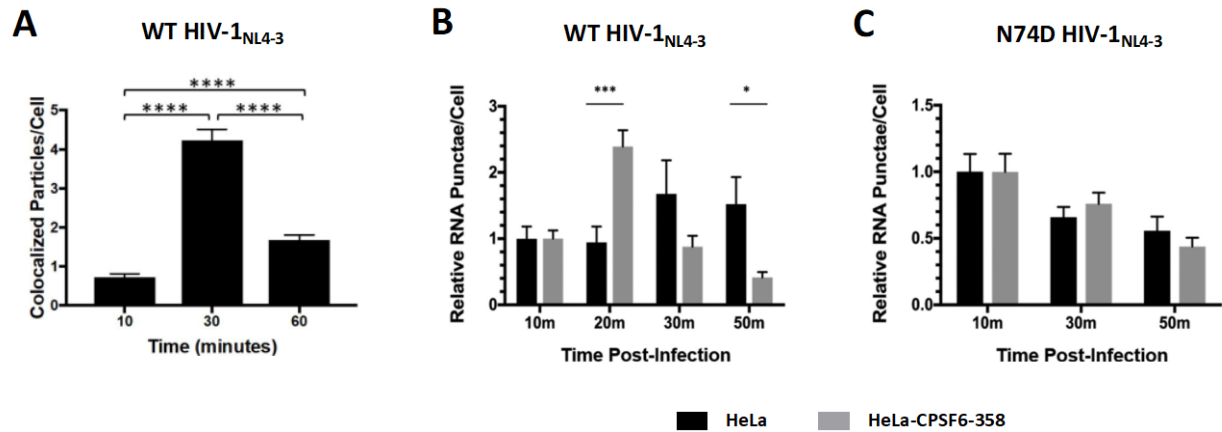 A
WT HIV-1NL4-3
Colocalized Particles/Cell
5
4
3
2
1
0
****
****
****
10
30
60
Time (minutes)
B
WT HIV-1NL4-3
Relative RNA Punctae/Cell
3
2
1
0
***
*
10m
20m
30m
50m
Time Post-Infection
C
N74D HIV-1NL4-3
Relative RNA Punctae/Cell
1.5
1.0
0.5
0.0
10m
30m
50m
Time Post-Infection
HeLa
HeLa-CPSF6-358